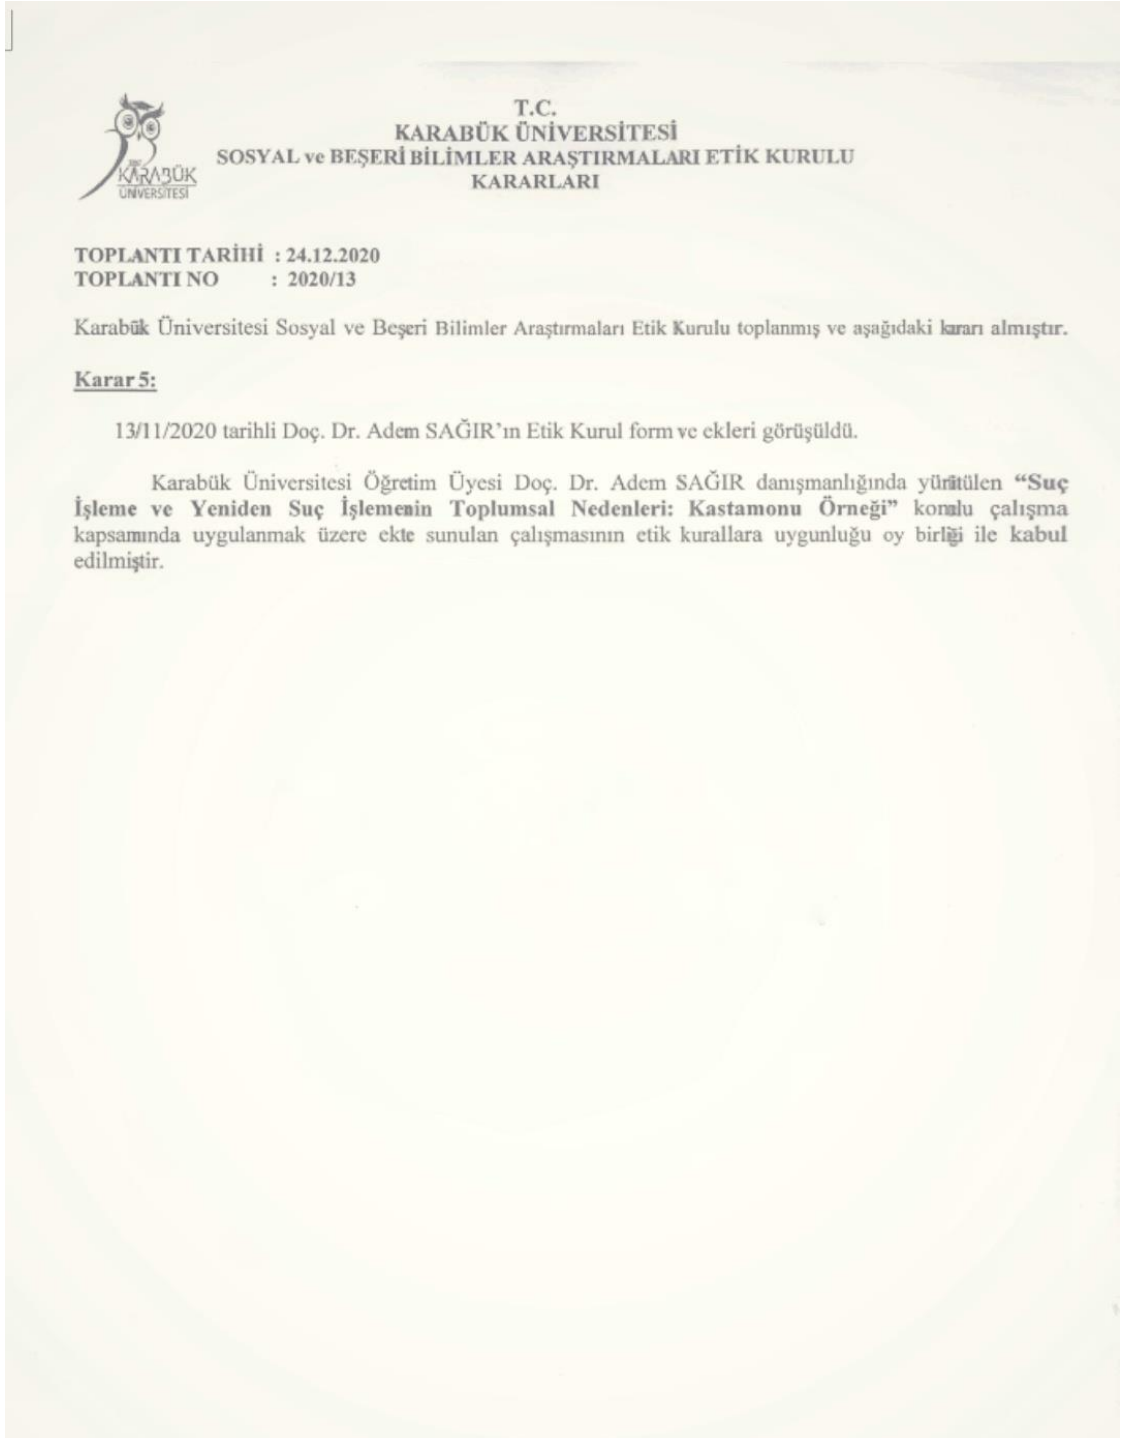 T.C.
KARABÜK ÜNİVERSİTESİ
SOSYAL ve BEŞERİ BİLİMLER ARAŞTIRMALARI ETİK KURULU
KARARLARI
KARABÜK
ÜNİVERSİTESİ
TOPLANTI TARİHİ : 24.12.2020
TOPLANTI NO : 2020/13
Karabük Üniversitesi Sosyal ve Beşeri Bilimler Araştırmaları Etik Kurulu toplanmış ve aşağıdaki kararı almıştır.
Karar 5:
13/11/2020 tarihli Doç. Dr. Adem SAĞIR’ın Etik Kurul form ve ekleri görüşüldü.
Karabük Üniversitesi Öğretim Üyesi Doç. Dr. Adem SAĞIR danışmanlığında yürütülen “Suç
İşleme ve Yeniden Suç İşlemenin Toplumsal Nedenleri: Kastamonu Örneği” konulu çalışma
kapsamında uygulanmak üzere ekte sunulan çalışmasının etik kurallara uygunluğu oy birliği ile kabul
edilmiştir.